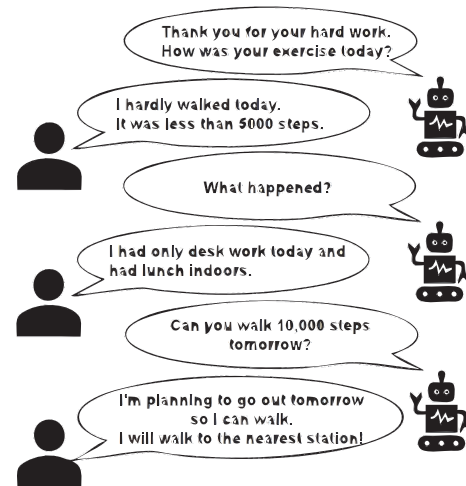 Thank you for your hard work.
How was your exercise today?
I hardly walked today.
It was less than 5000 steps.
What happened?
I had only desk work today and
had lunch indoors.
Can you walk 10,000 steps
tomorrow?
I'm planning to go out tomorrow
so I can walk.
I will walk to the nearest station!